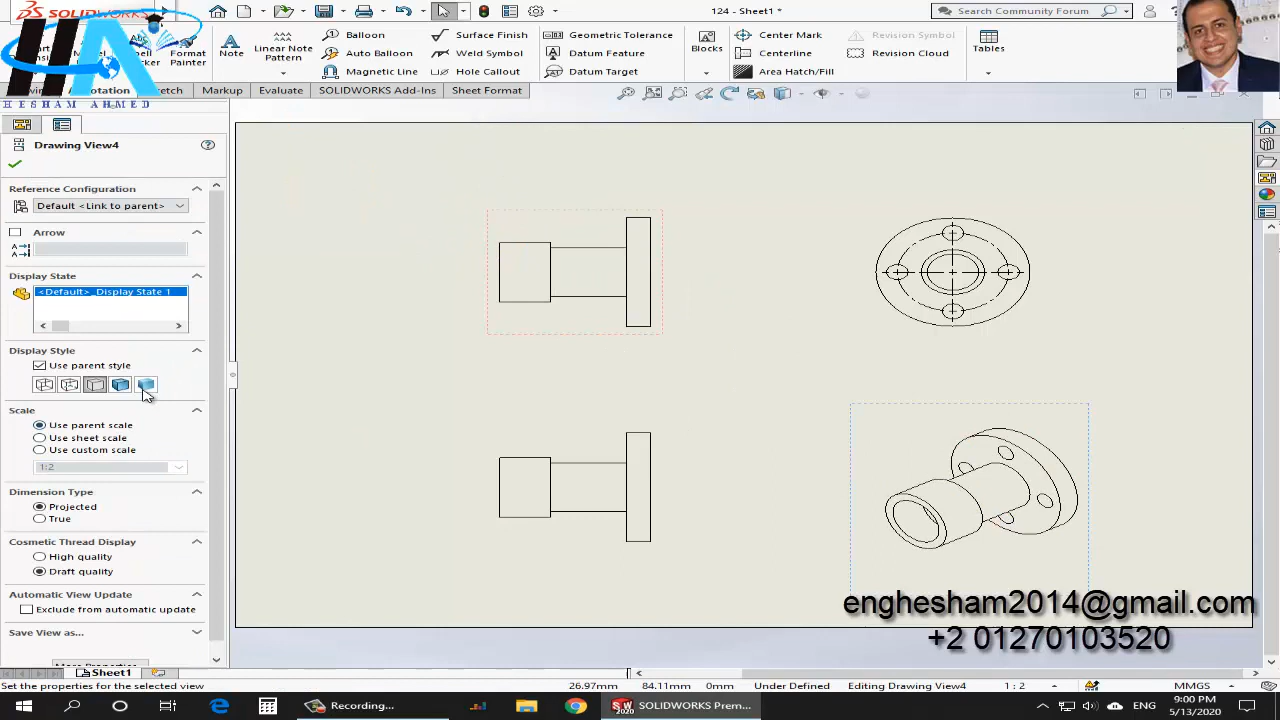 SOLIDWORKS
124 - Sheet1 *
Search Community Forum
Format Painter
Note
Linear Note Pattern
Balloon
Auto Balloon
Magnetic Line
Surface Finish
Weld Symbol
Hole Callout
Geometric Tolerance
Datum Feature
Datum Target
Blocks
Center Mark
Centerline
Area Hatch/Fill
Revision Symbol
Revision Cloud
Tables
HA
HESHAM AHMED
Markup
Evaluate
SOLIDWORKS Add-Ins
Sheet Format
Drawing View4
Reference Configuration
Default <Link to parent>
Arrow
Display State
<Default>_Display State 1
Display Style
Use parent style
Scale
Use parent scale
Use sheet scale
Use custom scale
1:2
Dimension Type
Projected
True
Cosmetic Thread Display
High quality
Draft quality
Automatic View Update
Exclude from automatic update
Save View as...
enghesham2014@gmail.com
+2 01270103520
Sheet1
Set the properties for the selected view
26.97mm
84.11mm
0mm
Under Defined
Editing Drawing View4
1 : 2
MMGS
Recording...
SOLIDWORKS Prem...
ENG
9:00 PM
5/13/2020